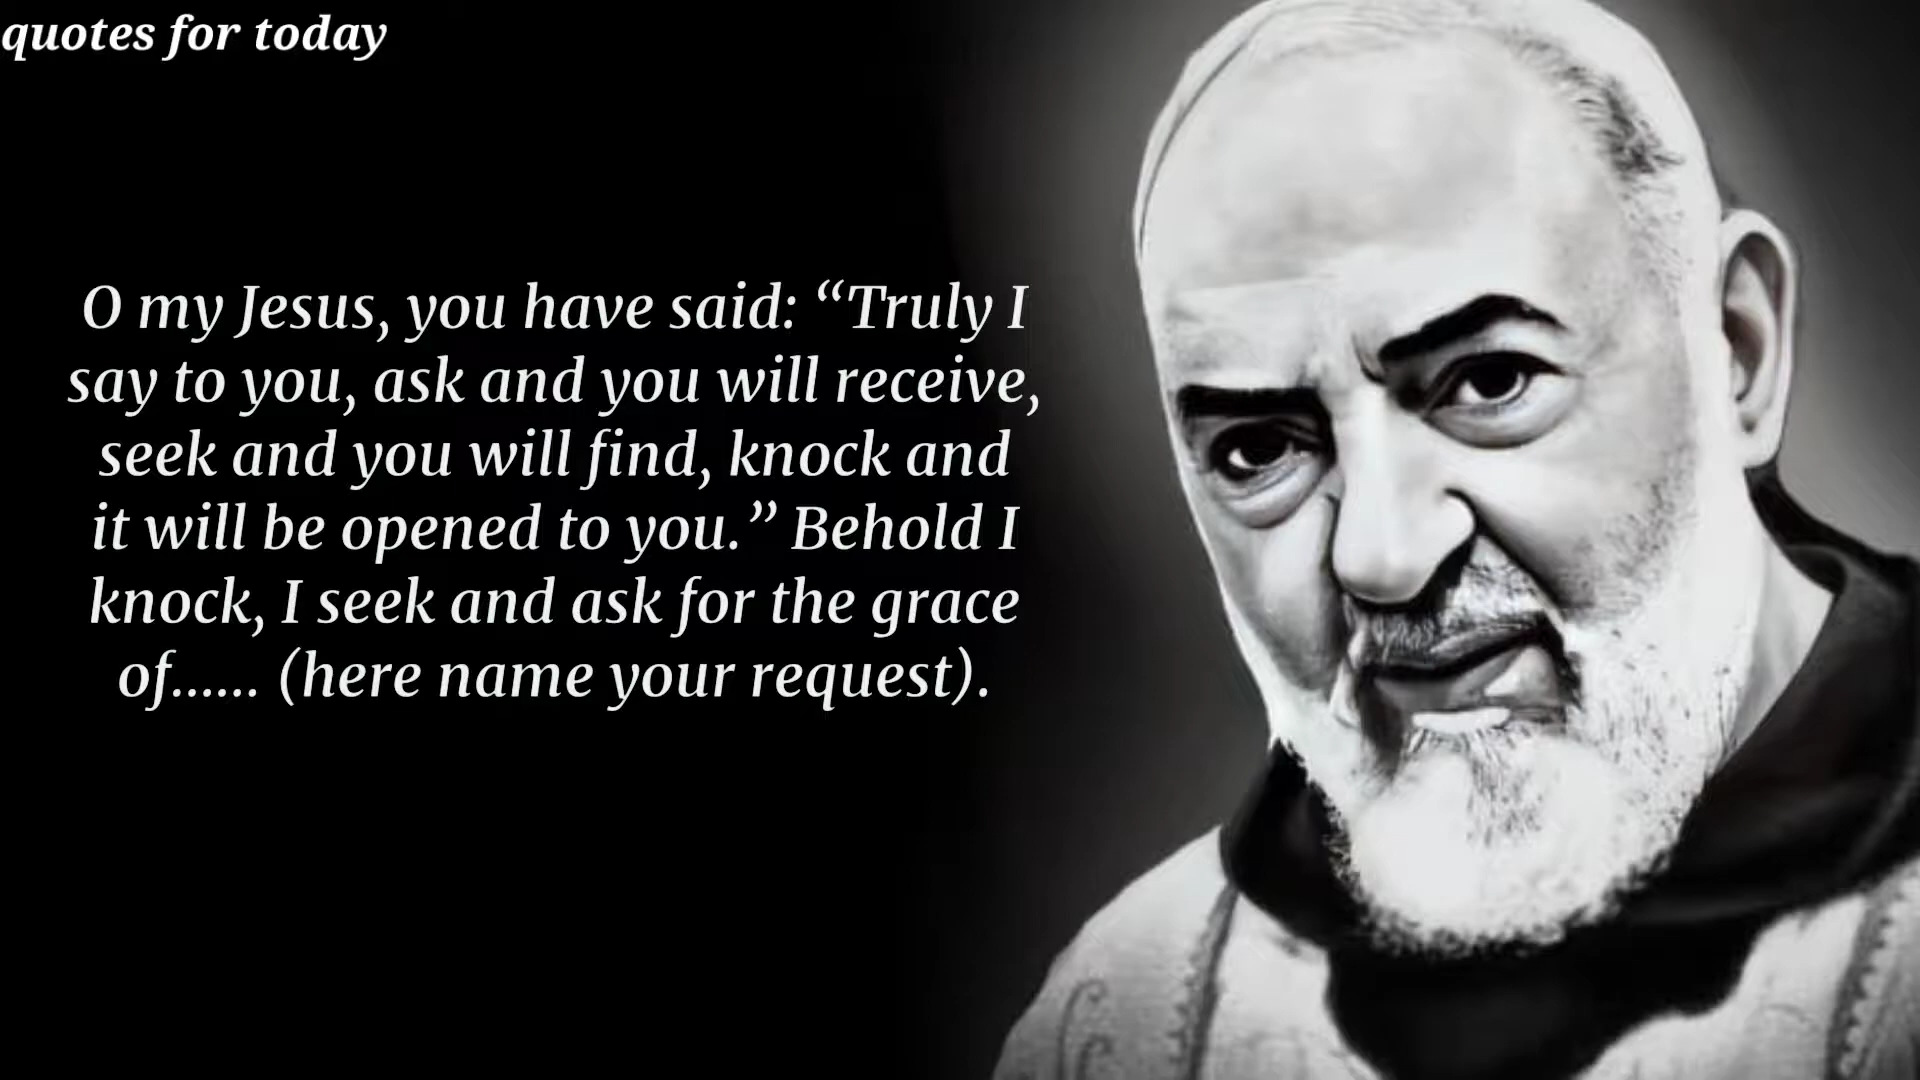 quotes for today
O my Jesus, you have said: “Truly I
say to you, ask and you will receive,
seek and you will find, knock and
it will be opened to you.” Behold I
knock, I seek and ask for the grace
of...... (here name your request).